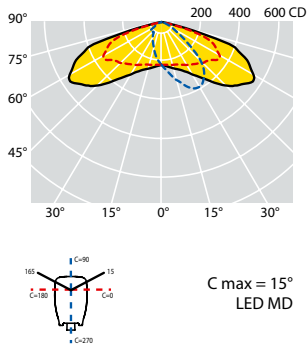 90° 200 400 600 CD
75°
60°
45°
30° 15° 0° 15° 30°
C=90
165 15
C=180 C=0
C=270
C max = 15°
LED MD